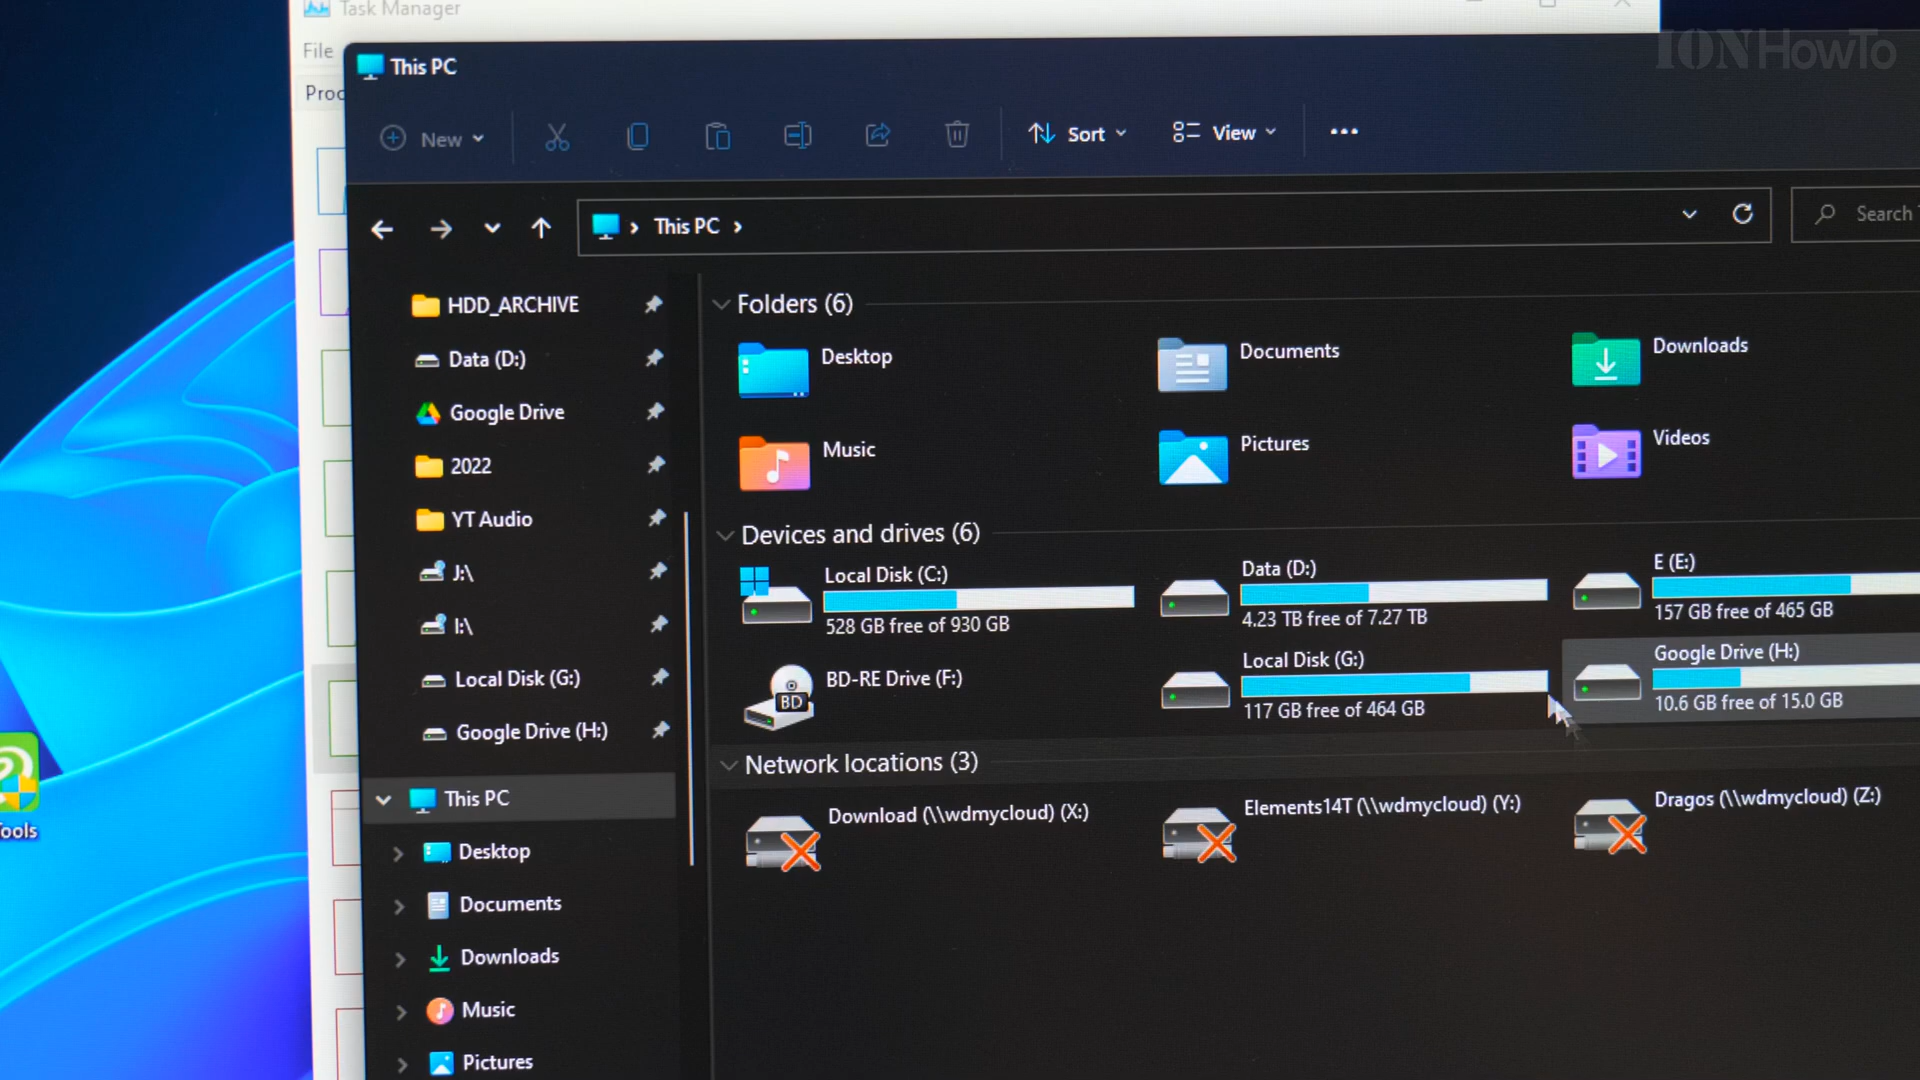 Task Manager
ION HowTo
File
This PC
Proc
New
Sort
View
This PC
Search
HDD_ARCHIVE
Data (D:)
Google Drive
2022
YT Audio
J:\
I:\
Local Disk (G:)
Google Drive (H:)
This PC
Desktop
Documents
Downloads
Music
Pictures
Folders (6)
Desktop
Documents
Downloads
Music
Pictures
Videos
Devices and drives (6)
Local Disk (C:)
528 GB free of 930 GB
Data (D:)
4.23 TB free of 7.27 TB
E (E:)
157 GB free of 465 GB
BD-RE Drive (F:)
BD
Local Disk (G:)
117 GB free of 464 GB
Google Drive (H:)
10.6 GB free of 15.0 GB
Network locations (3)
Download (\\wdmycloud) (X:)
Elements14T (\\wdmycloud) (Y:)
Dragos (\\wdmycloud) (Z:)
Tools